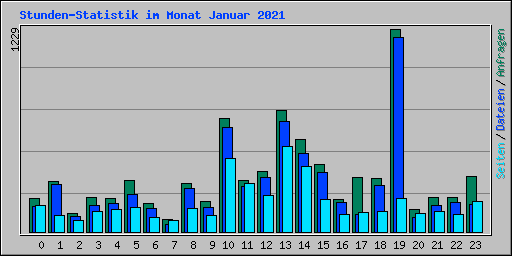 Stunden-Statistik im Monat Januar 2021
1229
Seiten / Dateien / Anfragen
0 1 2 3 4 5 6 7 8 9 10 11 12 13 14 15 16 17 18 19 20 21 22 23